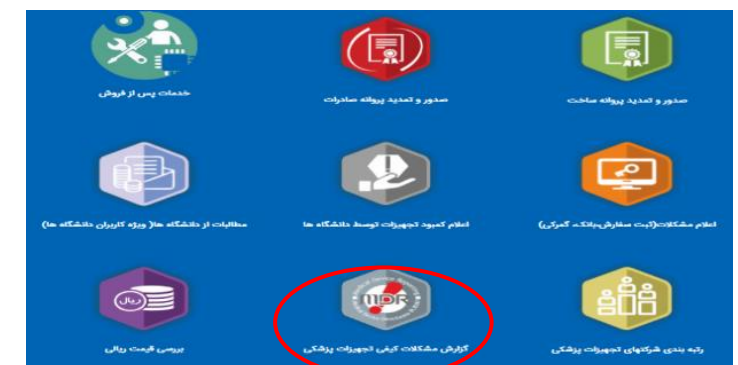 صدور و تمدید پروانه ساخت
صدور و تمدید پروانه صادرات
خدمات پس از فروش
اعلام مشکلات(ثبت سفارش،بانک، گمرکی)
اعلام کمبود تجهیزات توسط دانشگاه ها
مطالبات از دانشگاه ها( ویژه کاربران دانشگاه ها)
ریال
MDR
رتبه بندی شرکتهای تجهیزات پزشکی
گزارش مشکلات کیفی تجهیزات پزشکی
بررسی قیمت ریالی